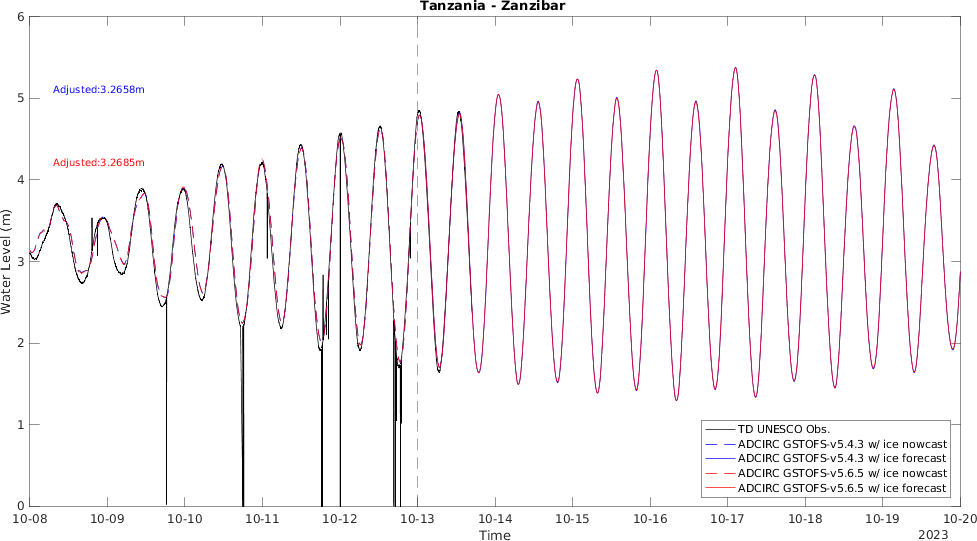 Tanzania - Zanzibar
Water Level (m)
6
5
4
3
2
1
0
Adjusted:3.2658m
Adjusted:3.2685m
TD UNESCO Obs.
ADCIRC GSTOFS-v5.4.3 w/ ice nowcast
ADCIRC GSTOFS-v5.4.3 w/ ice forecast
ADCIRC GSTOFS-v5.6.5 w/ ice nowcast
ADCIRC GSTOFS-v5.6.5 w/ ice forecast
10-08 10-09 10-10 10-11 10-12 10-13 10-14 10-15 10-16 10-17 10-18 10-19 10-20
Time
2023